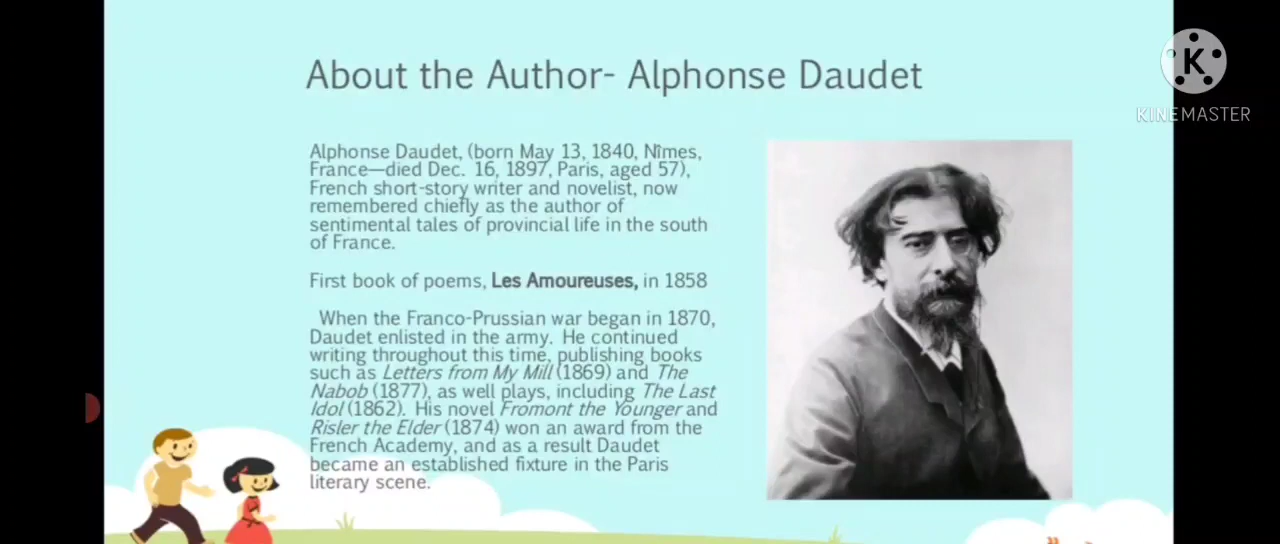 About the Author- Alphonse Daudet
K
KINEMASTER
Alphonse Daudet, (born May 13, 1840, Nîmes,
France—died Dec. 16, 1897, Paris, aged 57),
French short-story writer and novelist, now
remembered chiefly as the author of
sentimental tales of provincial life in the south
of France.
First book of poems, Les Amoureuses, in 1858
When the Franco-Prussian war began in 1870,
Daudet enlisted in the army. He continued
writing throughout this time, publishing books
such as Letters from My Mill (1869) and The
Nabob (1877), as well plays, including The Last
Idol (1862). His novel Fromont the Younger and
Risler the Elder (1874) won an award from the
French Academy, and as a result Daudet
became an established fixture in the Paris
literary scene.